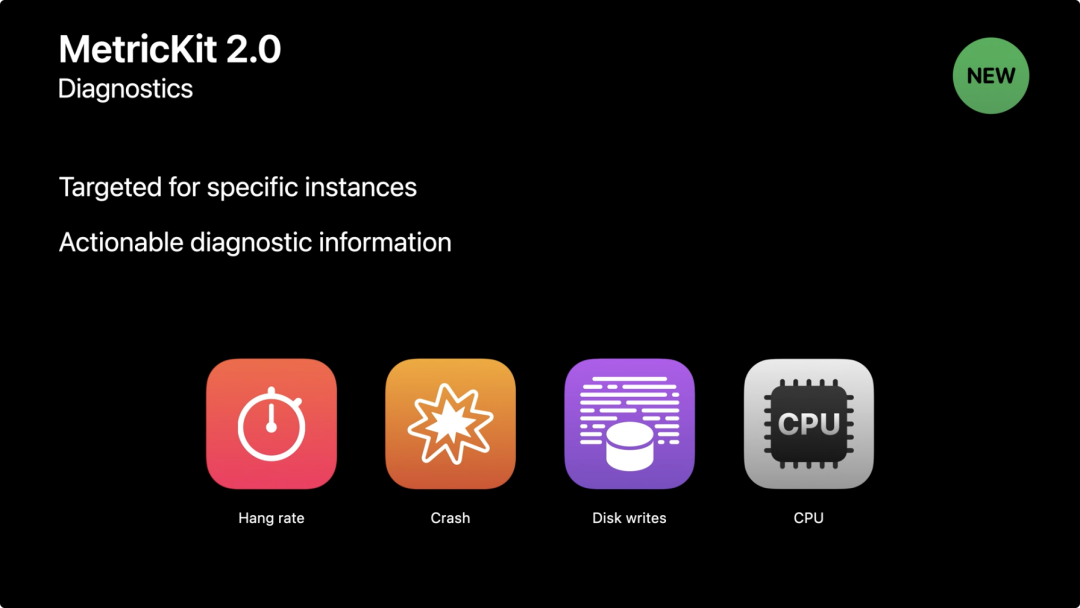 MetricKit 2.0
Diagnostics
NEW
Targeted for specific instances
Actionable diagnostic information
CPU
Hang rate
Crash
Disk writes
CPU